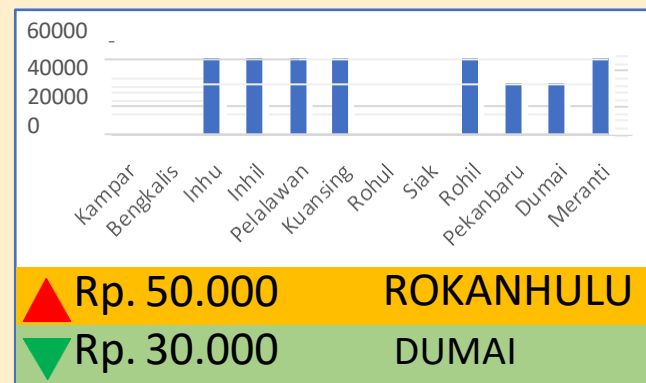 60000
40000
20000
0
Kampar
Bengkalis
Inhu
Inhil
Pelalawan
Kuansing
Rohul
Siak
Rohil
Pekanbaru
Dumai
Meranti
Rp. 50.000 ROKANHULU
Rp. 30.000 DUMAI